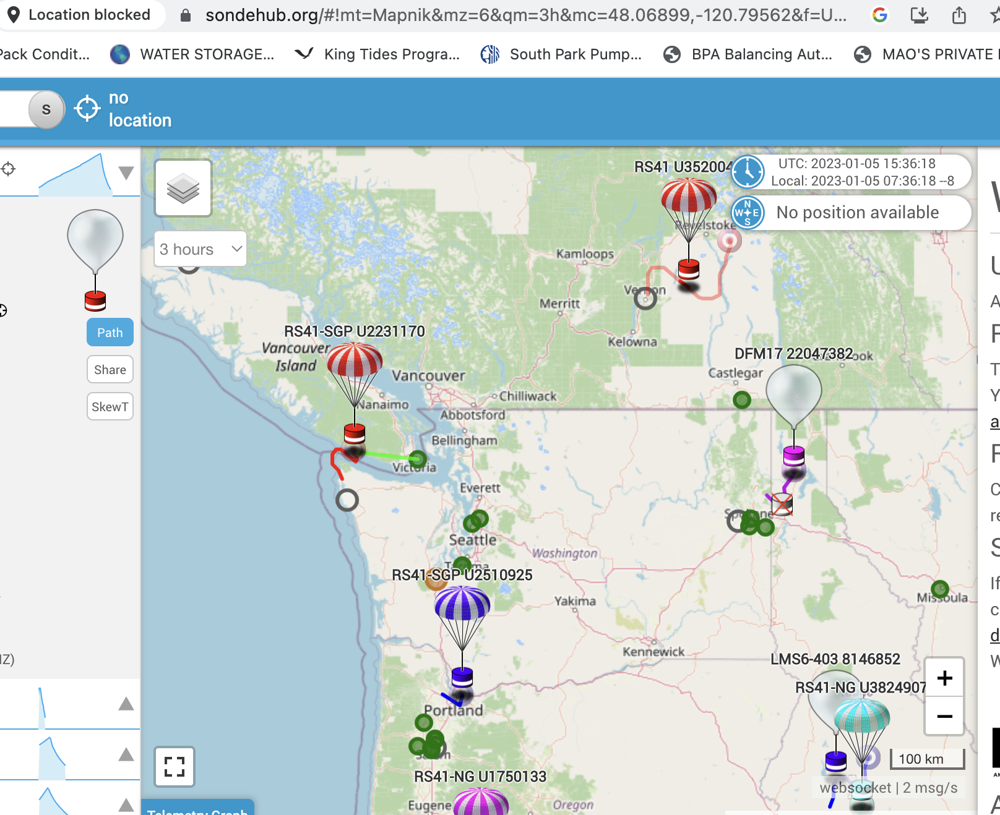 Location blocked
sondehub.org/#!mt=Mapnik&mz=6&qm=3h&mc=48.06899,-120.79562&f=U...
Pack Condit...
WATER STORAGE...
King Tides Progra...
South Park Pump...
BPA Balancing Aut...
MAO'S PRIVATE
S
no
location
UTC: 2023-01-05 15:36:18
Local: 2023-01-05 07:36:18 --8
N
W E
S
No position available
3 hours
Path
Share
SkewT
RS41 U352004
Revelstoke
Kamloops
Vernon
Merritt
Kelowna
RS41-SGP U2231170
Vancouver
Island
Vancouver
Chilliwack
Nanaimo
Abbotsford
Bellingham
Victoria
DFM17 22047382
ook
Castlegar
Everett
Seattle
Tacoma
Spokane
Washington
RS41-SGP U2510925
Yakima
Missoula
Kennewick
LMS6-403 8146852
RS41-NG U3824907
Portland
Salem
RS41-NG U1750133
Eugene
Oregon
+
−
100 km
websocket | 2 msg/s
Telemetry Graph
IZ)